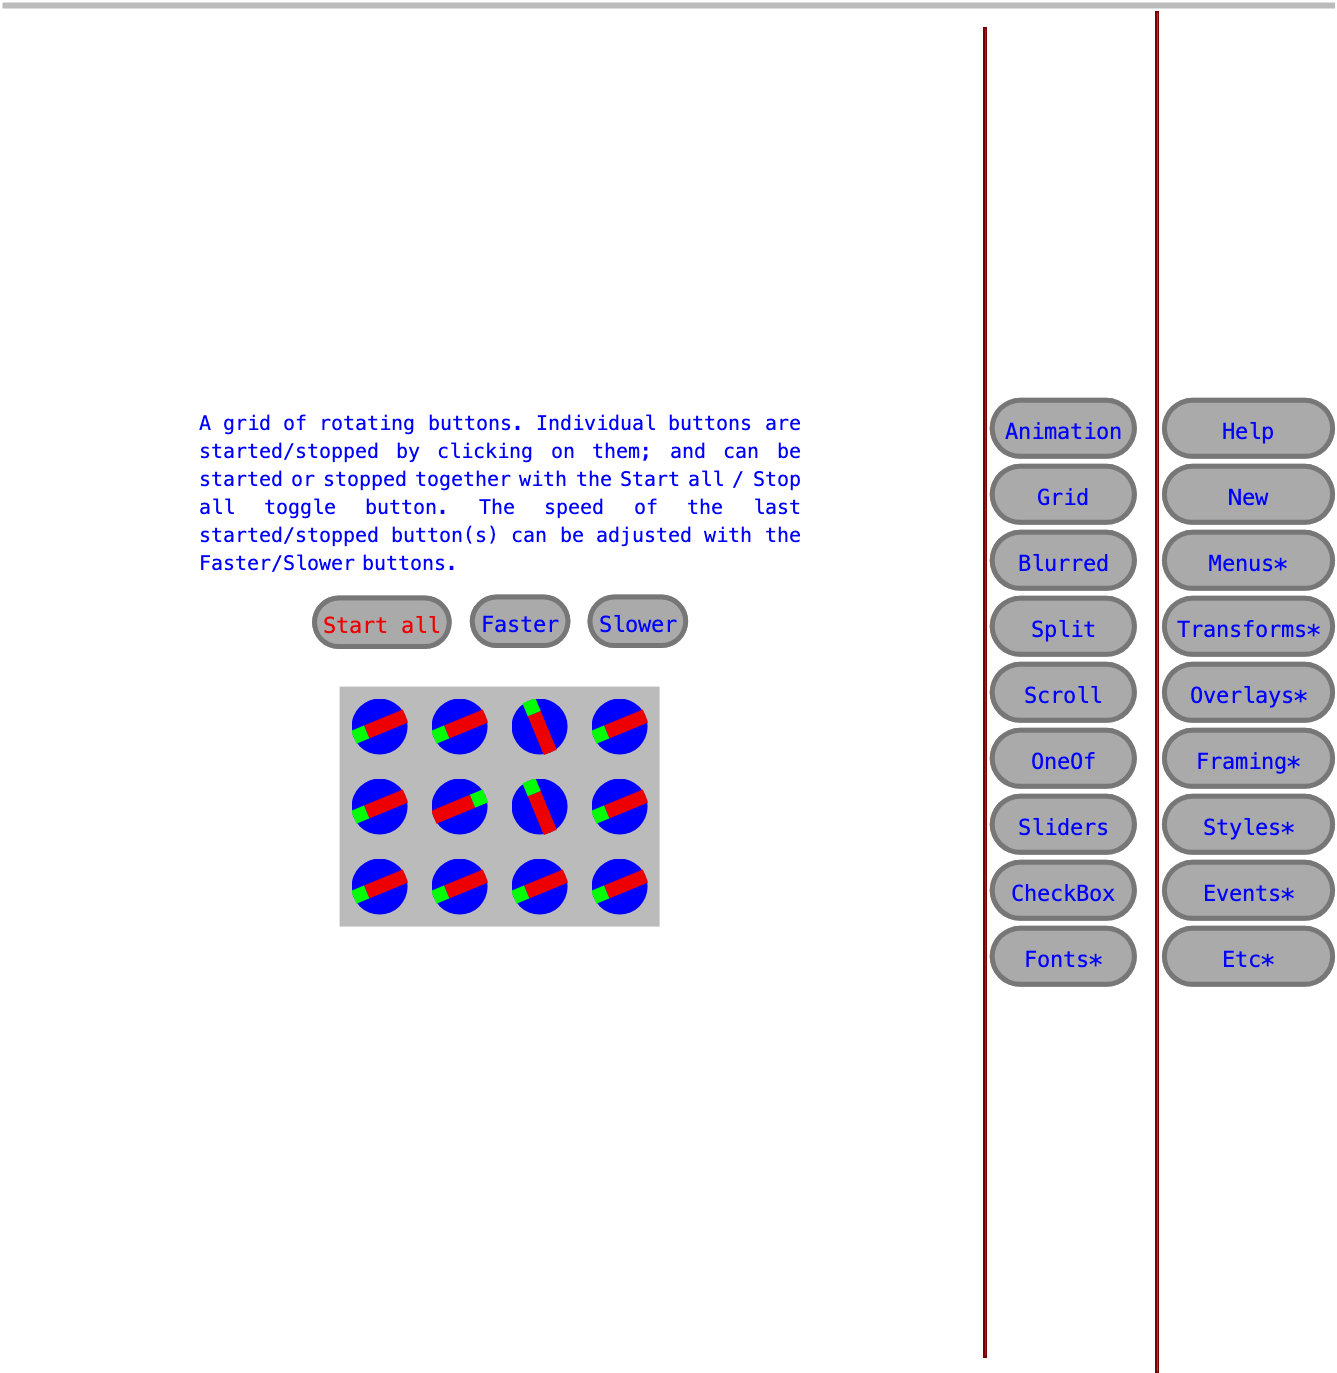 A grid of rotating buttons. Individual buttons are
started/stopped by clicking on them; and can be
started or stopped together with the Start all / Stop
all toggle button. The speed of the last
started/stopped button(s) can be adjusted with the
Faster/Slower buttons.
Start all
Faster
Slower
Animation
Grid
Blurred
Split
Scroll
OneOf
Sliders
CheckBox
Fonts*
Help
New
Menus*
Transforms*
Overlays*
Framing*
Styles*
Events*
Etc*